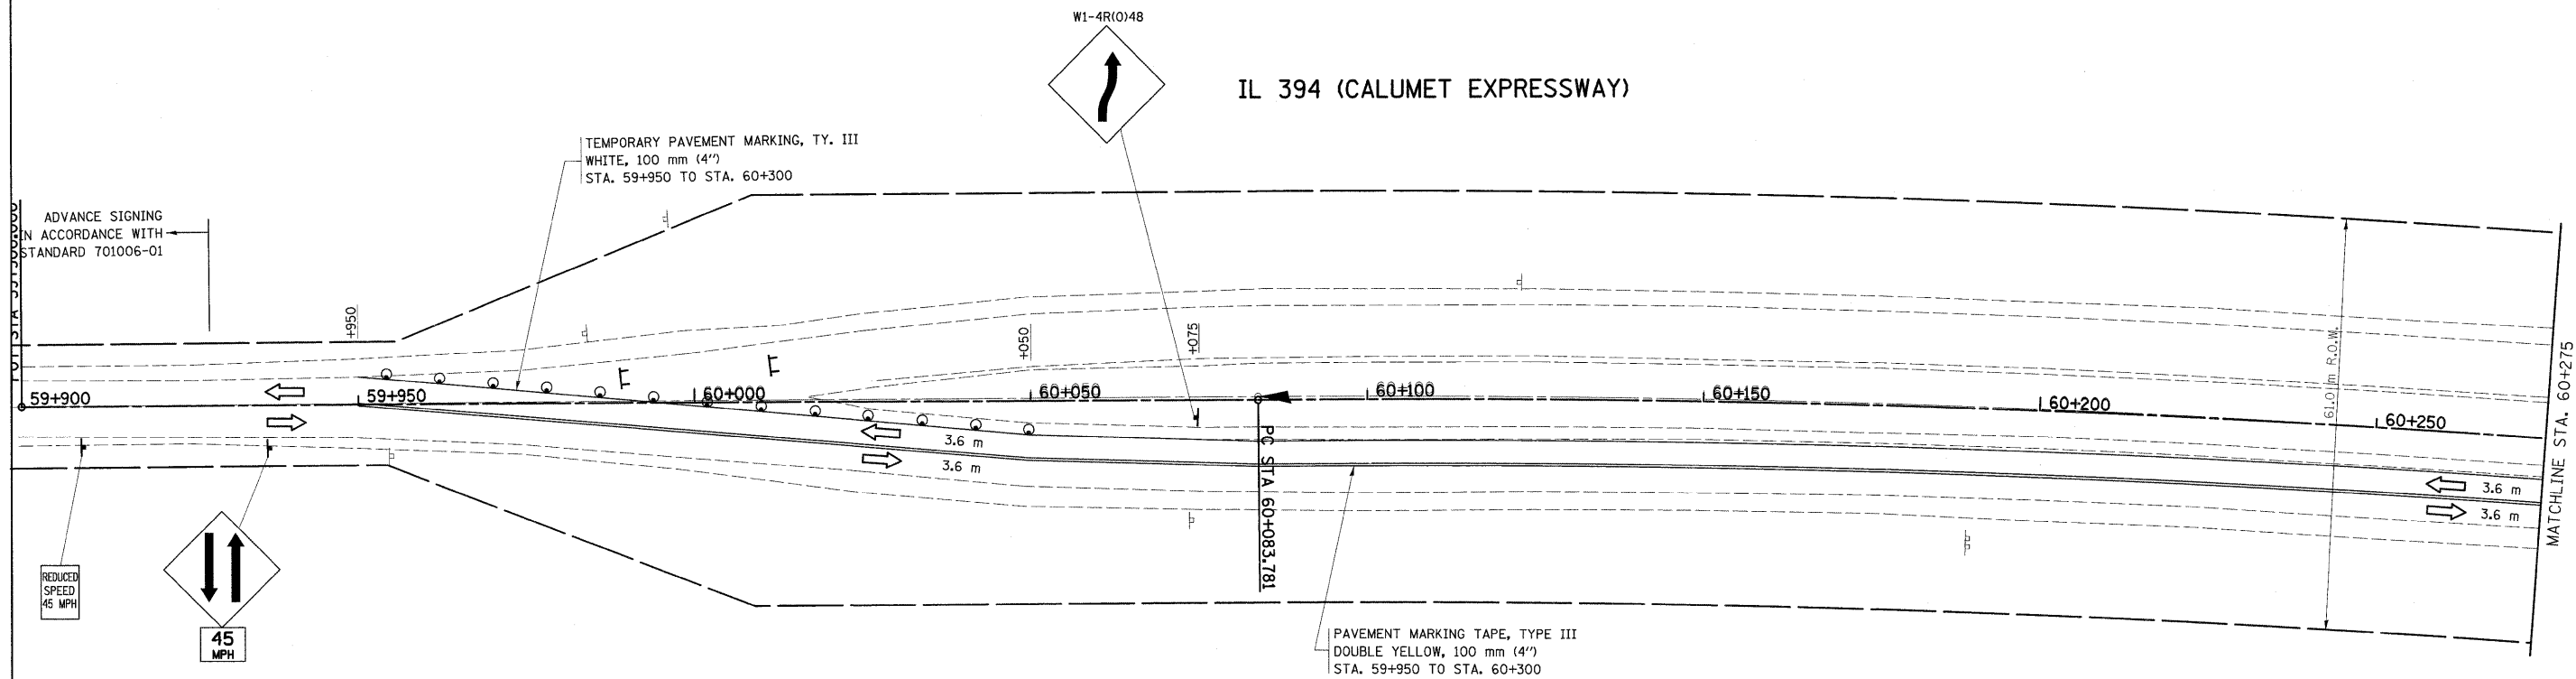 W1-4R(O)48
IL 394 (CALUMET EXPRESSWAY)
TEMPORARY PAVEMENT MARKING, TY. III
WHITE, 100 mm (4")
STA. 59+950 TO STA. 60+300
ADVANCE SIGNING
IN ACCORDANCE WITH
STANDARD 701006-01
+950
+050
+075
59+900
59+950
60+000
60+050
60+100
60+150
60+200
60+250
61.0 m R.O.W.
MATCHLINE STA. 60+275
3.6 m
3.6 m
3.6 m
3.6 m
PC STA 60+083.781
REDUCED
SPEED
45 MPH
45
MPH
PAVEMENT MARKING TAPE, TYPE III
DOUBLE YELLOW, 100 mm (4")
STA. 59+950 TO STA. 60+300